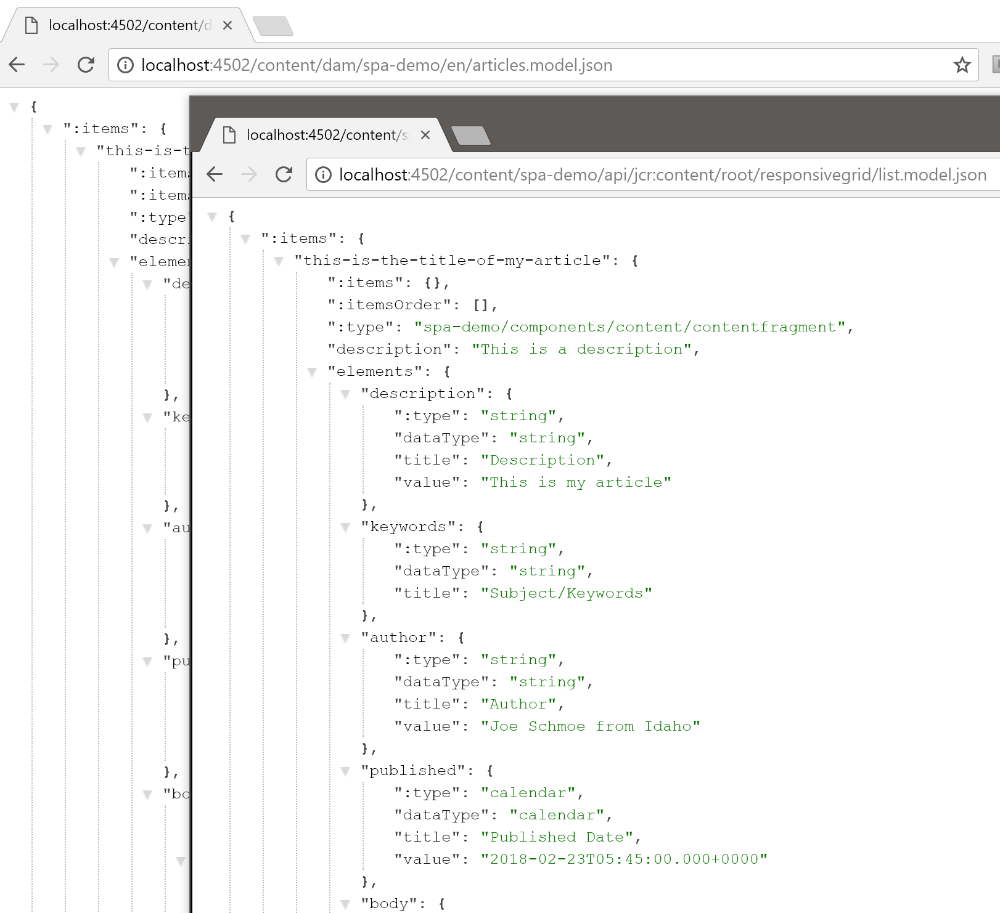 localhost:4502/content/d
localhost:4502/content/dam/spa-demo/en/articles.model.json
{
":items": {
"this-is-t
":items
":items
":type"
"descri
"elemen
"de
},
"ke
},
"au
},
"pu
},
"bo
localhost:4502/content/s
localhost:4502/content/spa-demo/api/jcr:content/root/responsivegrid/list.model.json
{
":items": {
"this-is-the-title-of-my-article": {
":items": {},
":itemsOrder": [],
":type": "spa-demo/components/content/contentfragment",
"description": "This is a description",
"elements": {
"description": {
":type": "string",
"dataType": "string",
"title": "Description",
"value": "This is my article"
},
"keywords": {
":type": "string",
"dataType": "string",
"title": "Subject/Keywords"
},
"author": {
":type": "string",
"dataType": "string",
"title": "Author",
"value": "Joe Schmoe from Idaho"
},
"published": {
":type": "calendar",
"dataType": "calendar",
"title": "Published Date",
"value": "2018-02-23T05:45:00.000+0000"
},
"body": {